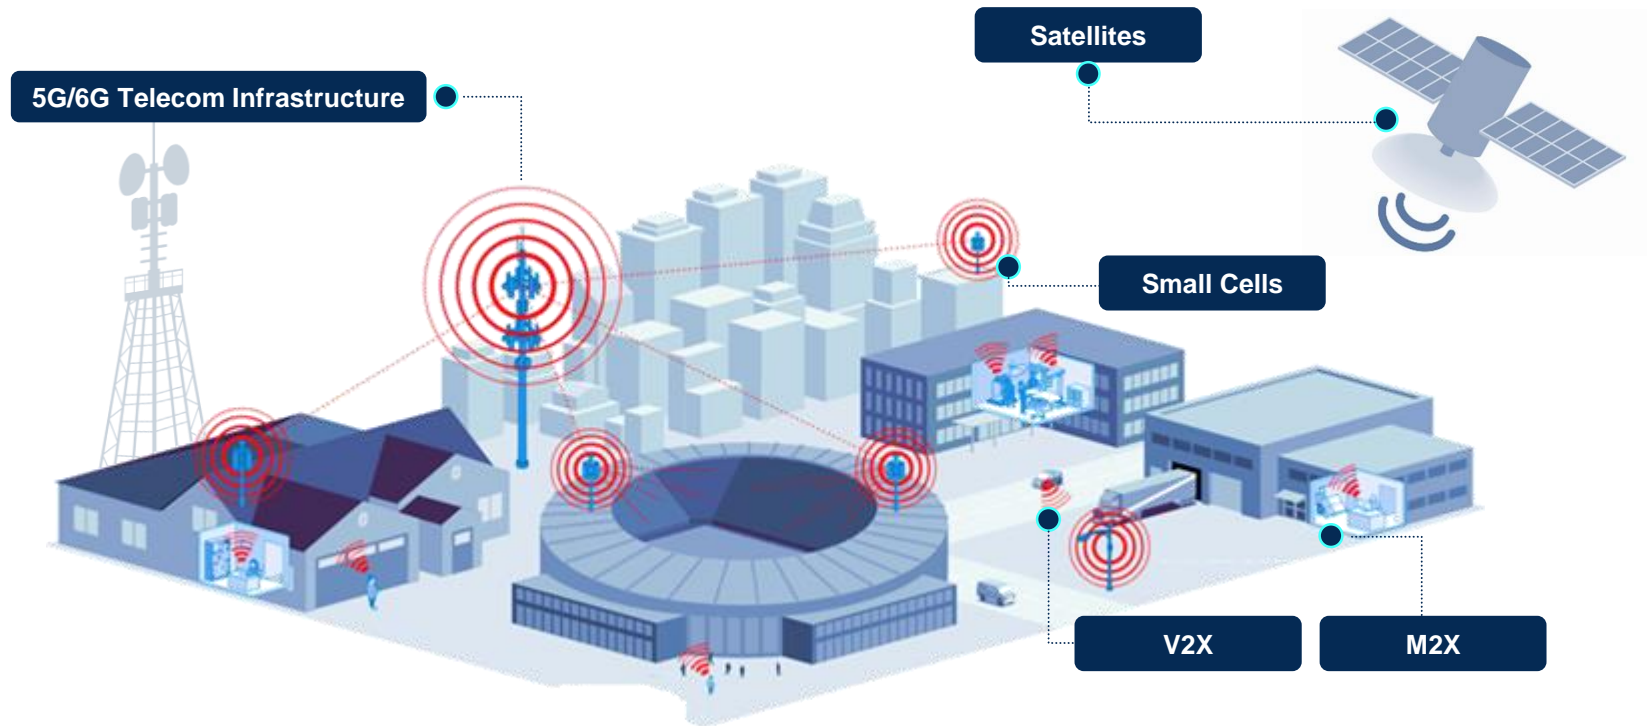 Satellites
5G/6G Telecom Infrastructure
Small Cells
V2X
M2X